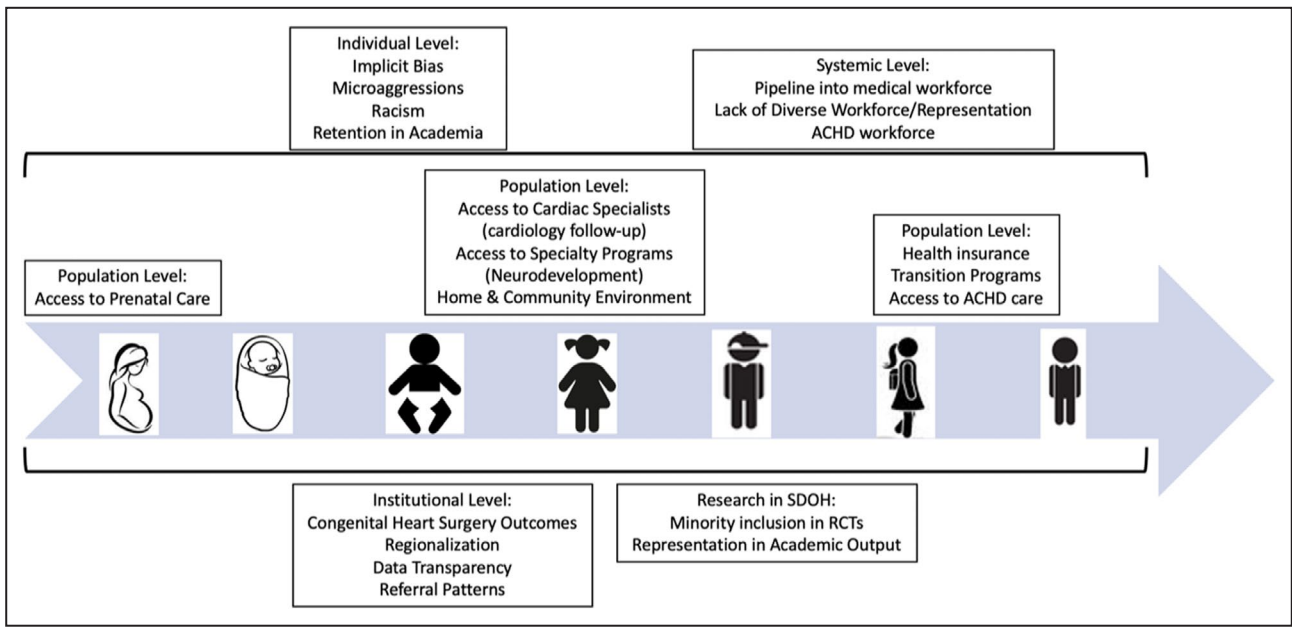 Individual Level:
Implicit Bias
Microaggressions
Racism
Retention in Academia
Systemic Level:
Pipeline into medical workforce
Lack of Diverse Workforce/Representation
ACHD workforce
Population Level:
Access to Prenatal Care
Population Level:
Access to Cardiac Specialists
(cardiology follow-up)
Access to Specialty Programs
(Neurodevelopment)
Home & Community Environment
Population Level:
Health insurance
Transition Programs
Access to ACHD care
Institutional Level:
Congenital Heart Surgery Outcomes
Regionalization
Data Transparency
Referral Patterns
Research in SDOH:
Minority inclusion in RCTs
Representation in Academic Output